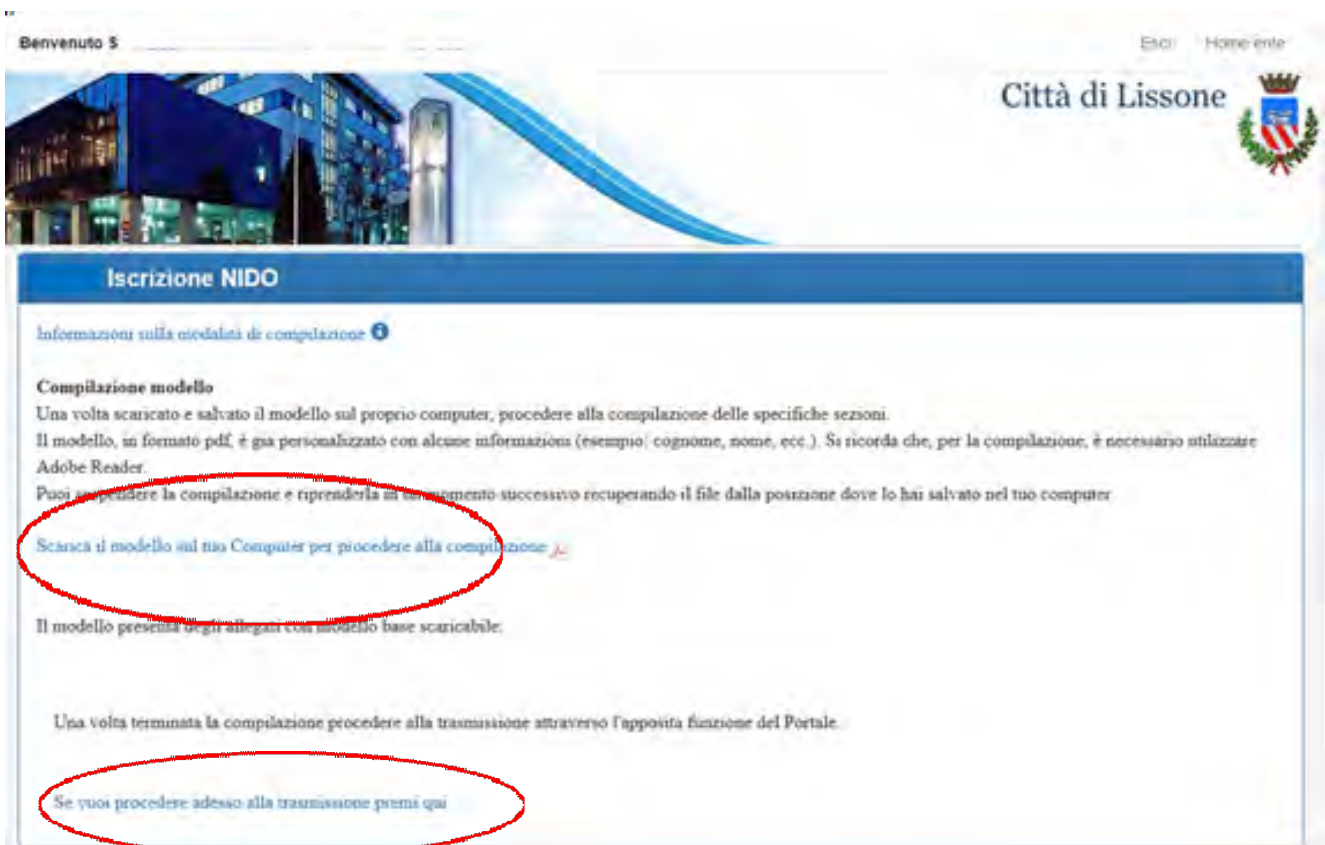 Benvenuto S
Esci Home ente
Città di Lissone
Iscrizione NIDO
Informazioni sulla modalità di compilazione
Compilazione modello
Una volta scaricato e salvato il modello sul proprio computer, procedere alla compilazione delle specifiche sezioni.
Il modello, in formato pdf, è già personalizzato con alcune informazioni (esempio: cognome, nome, ecc.). Si ricorda che, per la compilazione, è necessario utilizzare
Adobe Reader.
Puoi sospendere la compilazione e riprenderla in un momento successivo recuperando il file dalla posizione dove lo hai salvato nel tuo computer
Scarica il modello sul tuo Computer per procedere alla compilazione
Il modello presenta degli allegati con modello base scaricabile:
Una volta terminata la compilazione procedere alla trasmissione attraverso l'apposita funzione del Portale.
Se vuoi procedere adesso alla trasmissione premi qui